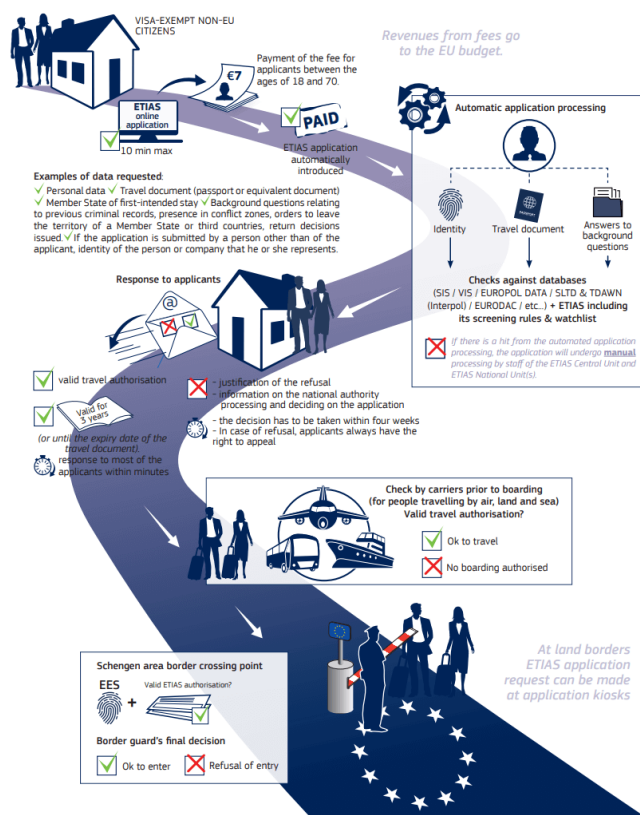 VISA-EXEMPT NON-EU
CITIZENS
Revenues from fees go
to the EU budget.
Payment of the fee for
applicants between the
ages of 18 and 70.
€7
ETIAS
online
application
10 min max
PAID
ETIAS application
automatically
introduced
Automatic application processing
Identity
Travel document
PASSPORT
Answers to
background
questions
Checks against databases
(SIS / VIS / EUROPOL DATA / SLTD & TDAWN
(Interpol) / EURODAC / etc...) + ETIAS including
its screening rules & watchlist
If there is a hit from the automated application
processing, the application will undergo manual
processing by staff of the ETIAS Central Unit and
ETIAS National Unit(s).
Examples of data requested:
Personal data Travel document (passport or equivalent document)
Member State of first-intended stay Background questions relating
to previous criminal records, presence in conflict zones, orders to leave
the territory of a Member State or third countries, return decisions
issued. If the application is submitted by a person other than of the
applicant, identity of the person or company that he or she represents.
Response to applicants
@
valid travel authorisation
Valid for
3 years
(or until the expiry date of the
travel document).
response to most of the
applicants within minutes
- justification of the refusal
- information on the national authority
processing and deciding on the application
- the decision has to be taken within four weeks
- In case of refusal, applicants always have the
right to appeal
Check by carriers prior to boarding
(for people travelling by air, land and sea)
Valid travel authorisation?
Ok to travel
No boarding authorised
At land borders
ETIAS application
request can be made
at application kiosks
Schengen area border crossing point
EES
+
Valid ETIAS authorisation?
Border guard's final decision
Ok to enter
Refusal of entry